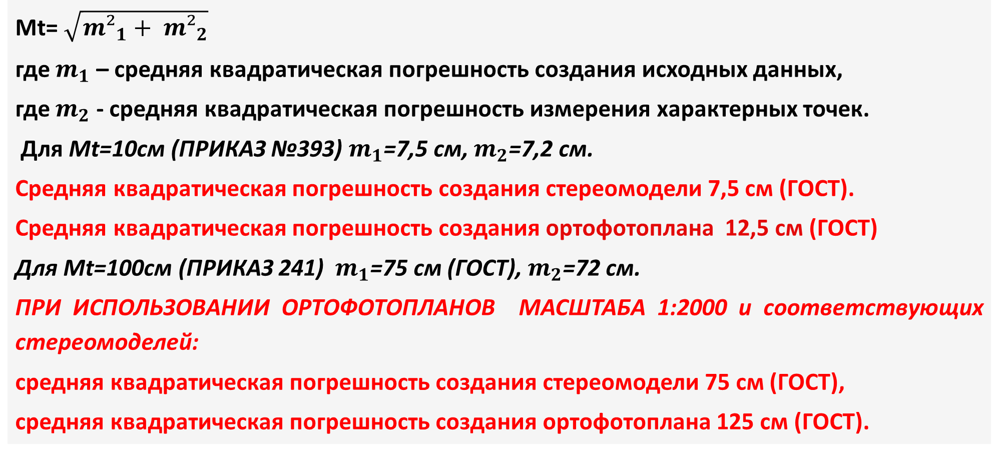 Mt= √(m²₁ + m²₂)
где m₁ – средняя квадратическая погрешность создания исходных данных,
где m₂ - средняя квадратическая погрешность измерения характерных точек.
Для Mt=10см (ПРИКАЗ №393) m₁=7,5 см, m₂=7,2 см.
Средняя квадратическая погрешность создания стереомодели 7,5 см (ГОСТ).
Средняя квадратическая погрешность создания ортофотоплана 12,5 см (ГОСТ)
Для Mt=100см (ПРИКАЗ 241) m₁=75 см (ГОСТ), m₂=72 см.
ПРИ ИСПОЛЬЗОВАНИИ ОРТОФОТОПЛАНОВ МАСШТАБА 1:2000 и соответствующих
стереомоделей:
средняя квадратическая погрешность создания стереомодели 75 см (ГОСТ),
средняя квадратическая погрешность создания ортофотоплана 125 см (ГОСТ).